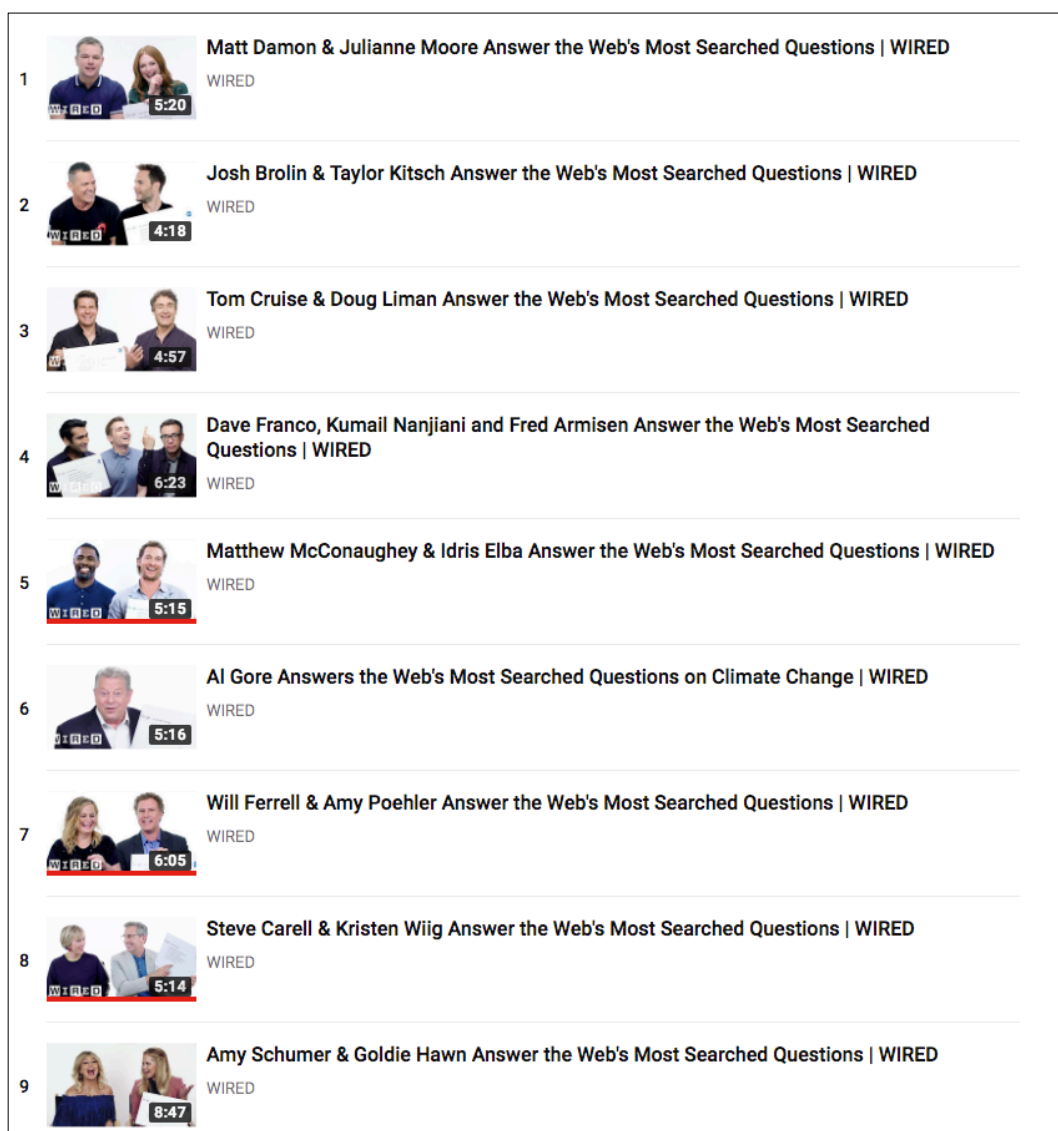 1
Matt Damon & Julianne Moore Answer the Web's Most Searched Questions | WIRED
WIRED
WIRED
5:20
2
Josh Brolin & Taylor Kitsch Answer the Web's Most Searched Questions | WIRED
WIRED
WIRED
4:18
3
Tom Cruise & Doug Liman Answer the Web's Most Searched Questions | WIRED
WIRED
W
4:57
4
Dave Franco, Kumail Nanjiani and Fred Armisen Answer the Web's Most Searched
Questions | WIRED
WIRED
WIRED
6:23
5
Matthew McConaughey & Idris Elba Answer the Web's Most Searched Questions | WIRED
WIRED
WIRED
5:15
6
Al Gore Answers the Web's Most Searched Questions on Climate Change | WIRED
WIRED
WIRED
5:16
7
Will Ferrell & Amy Poehler Answer the Web's Most Searched Questions | WIRED
WIRED
WIRED
6:05
8
Steve Carell & Kristen Wiig Answer the Web's Most Searched Questions | WIRED
WIRED
WIRED
5:14
9
Amy Schumer & Goldie Hawn Answer the Web's Most Searched Questions | WIRED
WIRED
8:47